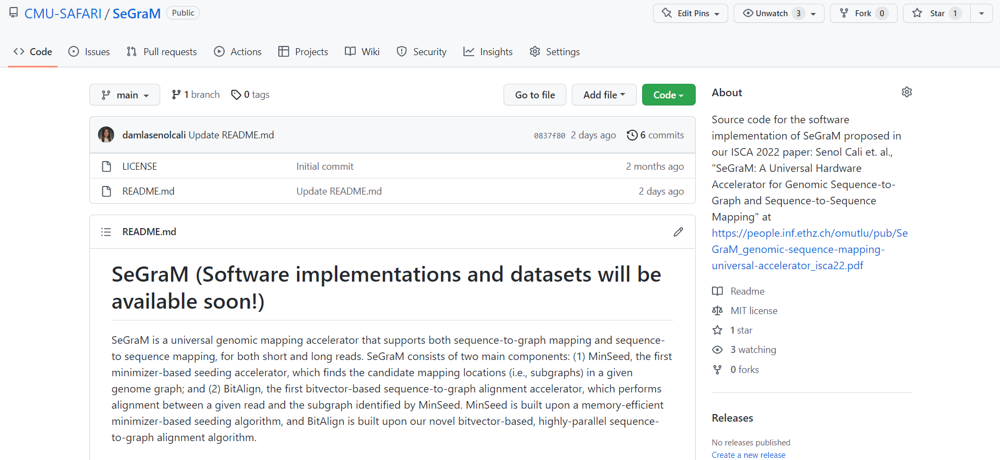 CMU-SAFARI / SeGraM Public
Edit Pins Unwatch 3 Fork 0 Star 1
Code Issues Pull requests Actions Projects Wiki Security Insights Settings
main 1 branch 0 tags Go to file Add file Code
damlasenolcali Update README.md 0837f80 2 days ago 6 commits
LICENSE Initial commit 2 months ago
README.md Update README.md 2 days ago
README.md
SeGraM (Software implementations and datasets will be
available soon!)
SeGraM is a universal genomic mapping accelerator that supports both sequence-to-graph mapping and sequence-
to sequence mapping, for both short and long reads. SeGraM consists of two main components: (1) MinSeed, the first
minimizer-based seeding accelerator, which finds the candidate mapping locations (i.e., subgraphs) in a given
genome graph; and (2) BitAlign, the first bitvector-based sequence-to-graph alignment accelerator, which performs
alignment between a given read and the subgraph identified by MinSeed. MinSeed is built upon a memory-efficient
minimizer-based seeding algorithm, and BitAlign is built upon our novel bitvector-based, highly-parallel sequence-
to-graph alignment algorithm.
About
Source code for the software
implementation of SeGraM proposed in
our ISCA 2022 paper: Senol Cali et. al.,
"SeGraM: A Universal Hardware
Accelerator for Genomic Sequence-to-
Graph and Sequence-to-Sequence
Mapping" at
https://people.inf.ethz.ch/omutlu/pub/Se
GraM_genomic-sequence-mapping-
universal-accelerator_isca22.pdf
Readme
MIT license
1 star
3 watching
0 forks
Releases
No releases published
Create a new release